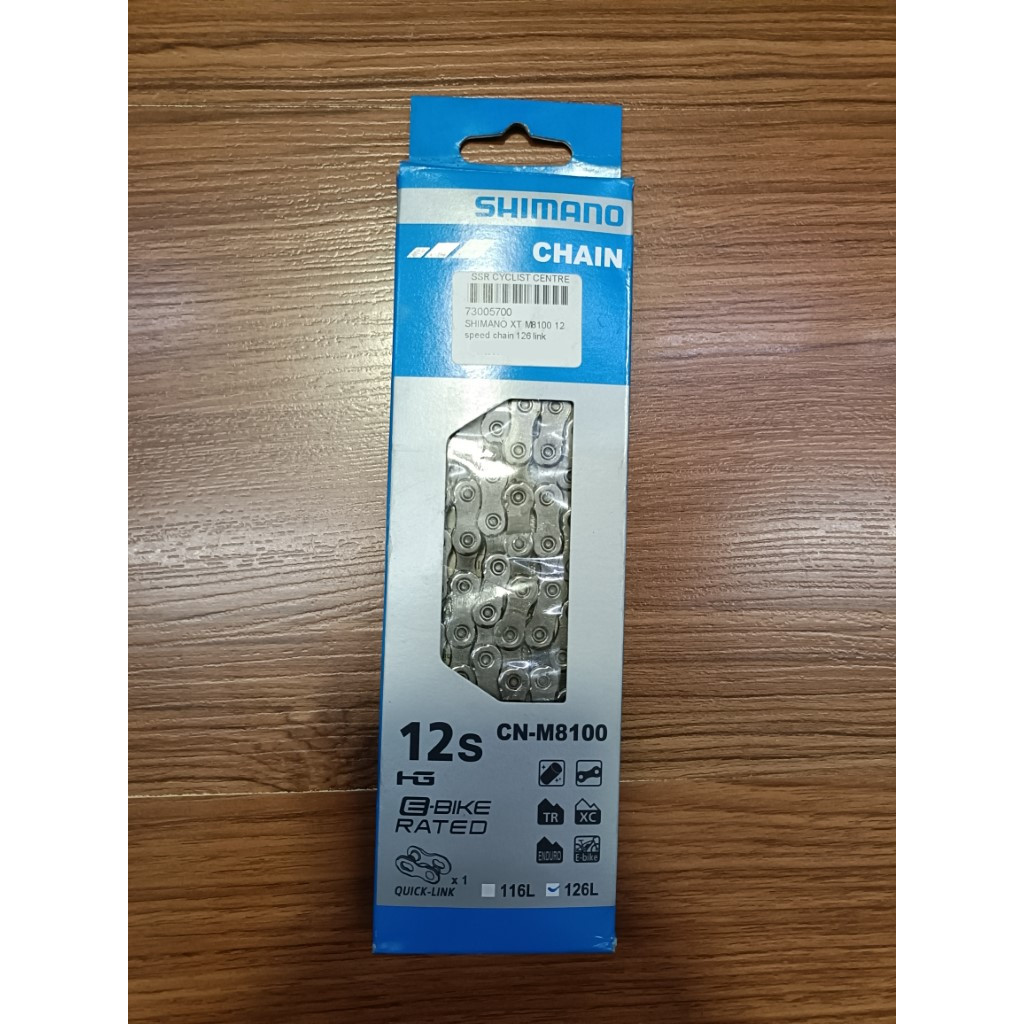 SHIMANO
CHAIN
SSR CYCLIST CENTRE
73005700
SHIMANO XT M8100 12
speed chain 126 link
12s
CN-M8100
HG
E-BIKE
RATED
TR
XC
ENDURO
E-bike
x 1
QUICK-LINK
116L
126L